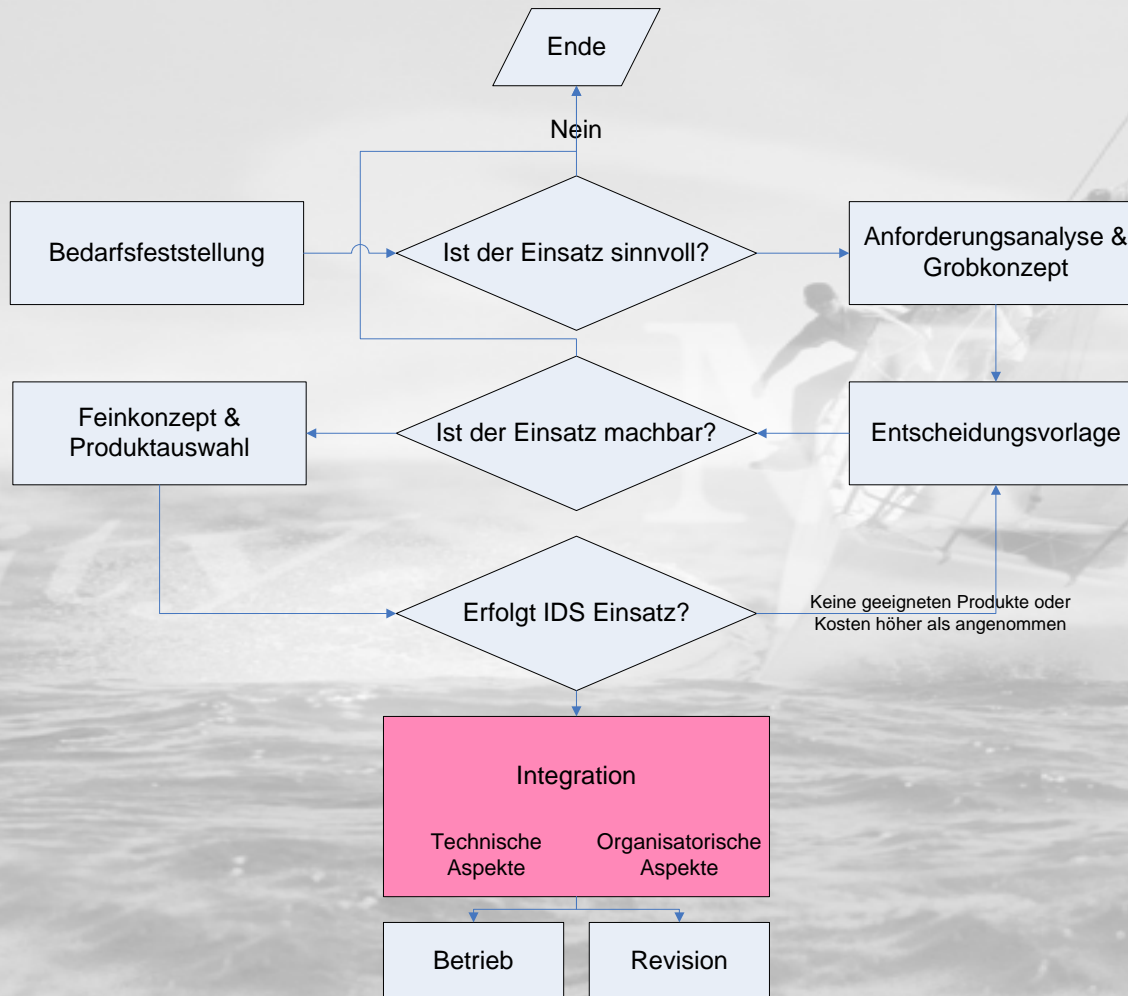 Ende
Nein
Bedarfsfeststellung
Ist der Einsatz sinnvoll?
Anforderungsanalyse &
Grobkonzept
Feinkonzept &
Produktauswahl
Ist der Einsatz machbar?
Entscheidungsvorlage
Erfolgt IDS Einsatz?
Keine geeigneten Produkte oder
Kosten höher als angenommen
Integration
Technische
Aspekte
Organisatorische
Aspekte
Betrieb
Revision